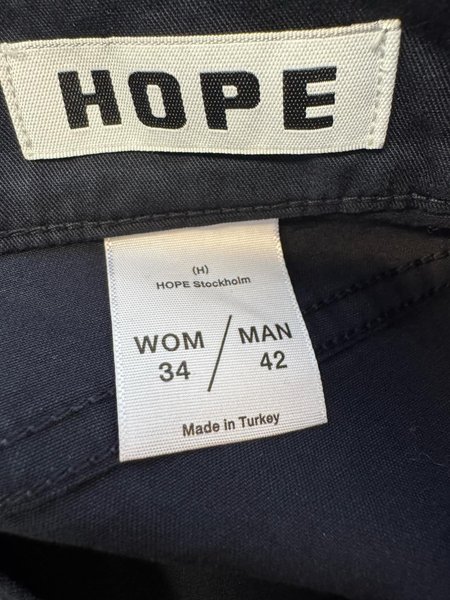 HOPE
(H)
HOPE Stockholm
WOM / MAN
34 42
Made in Turkey